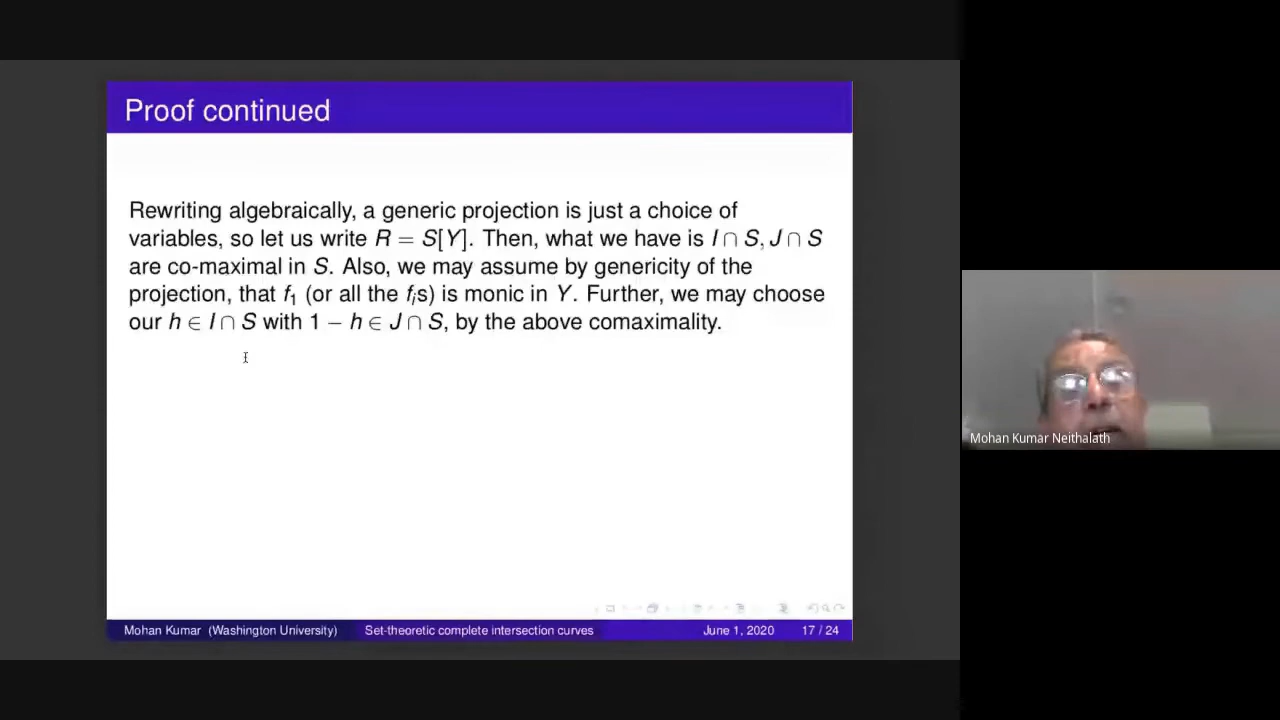 Proof continued
Rewriting algebraically, a generic projection is just a choice of
variables, so let us write R = S[Y]. Then, what we have is I ∩ S, J ∩ S
are co-maximal in S. Also, we may assume by genericity of the
projection, that f₁ (or all the fᵢs) is monic in Y. Further, we may choose
our h ∈ I ∩ S with 1 − h ∈ J ∩ S, by the above comaximality.
Mohan Kumar Neithalath
Mohan Kumar (Washington University) Set-theoretic complete intersection curves June 1, 2020 17 / 24